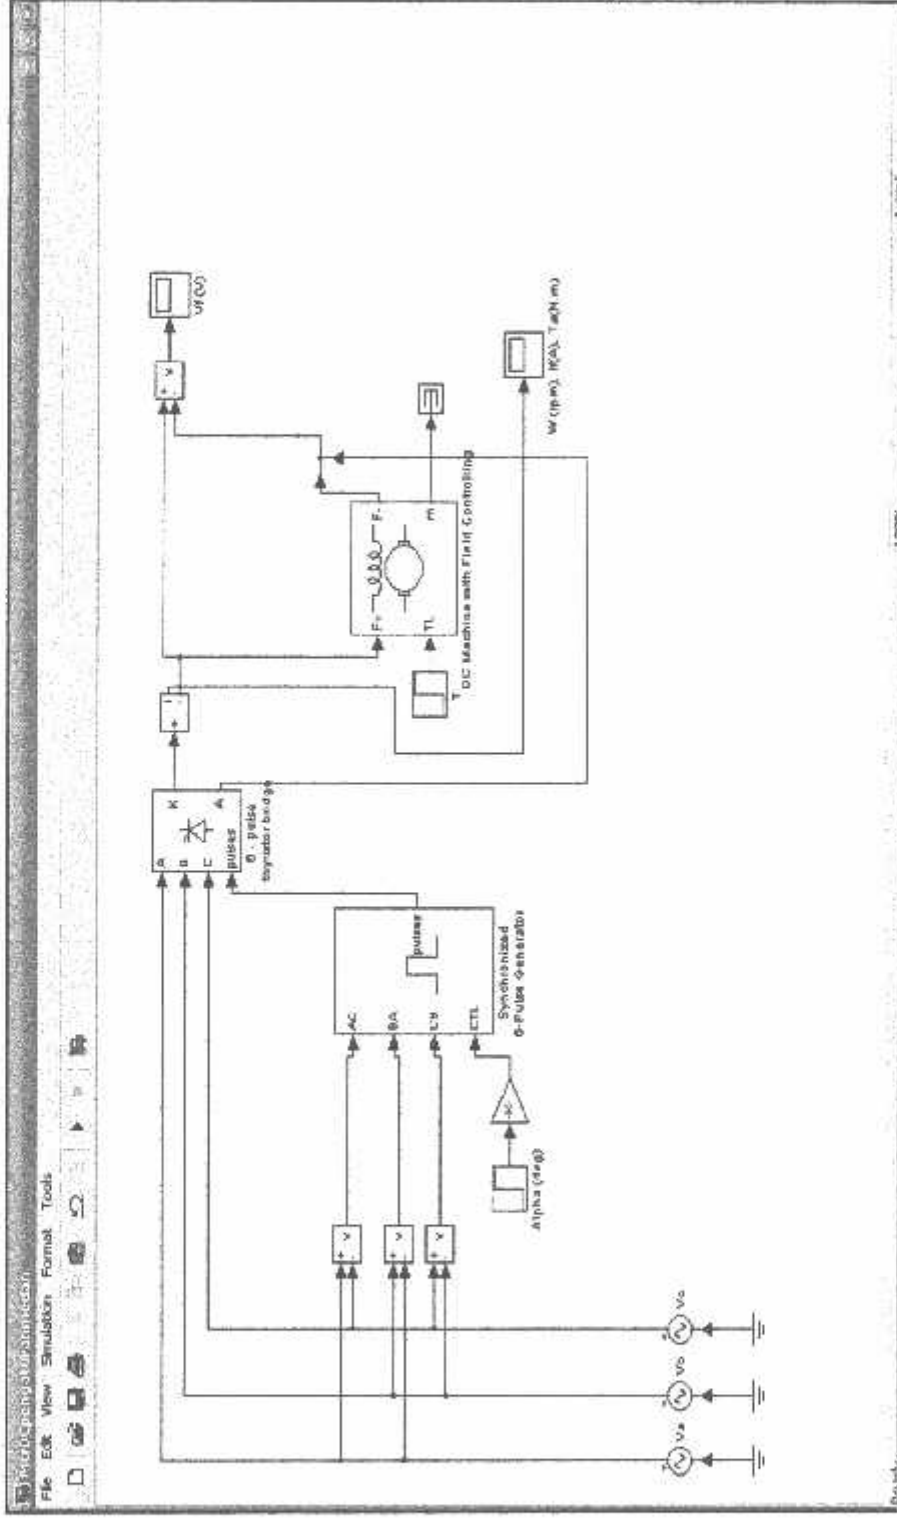 File Edit View Simulation Format Tools
Vf(V)
+ v
+ i
A
B
C
pulses
K
A
6 - pulse
thyristor bridge
F+
F-
TL
m
DC Machine with Field Controlling
T
W(rpm), If(A), Te(N.m)
AC
BA
CB
CTL
pulses
Synchronized
6-Pulse Generator
+ v
+ v
+ v
-K-
Alpha (deg)
Va
Vb
Vc